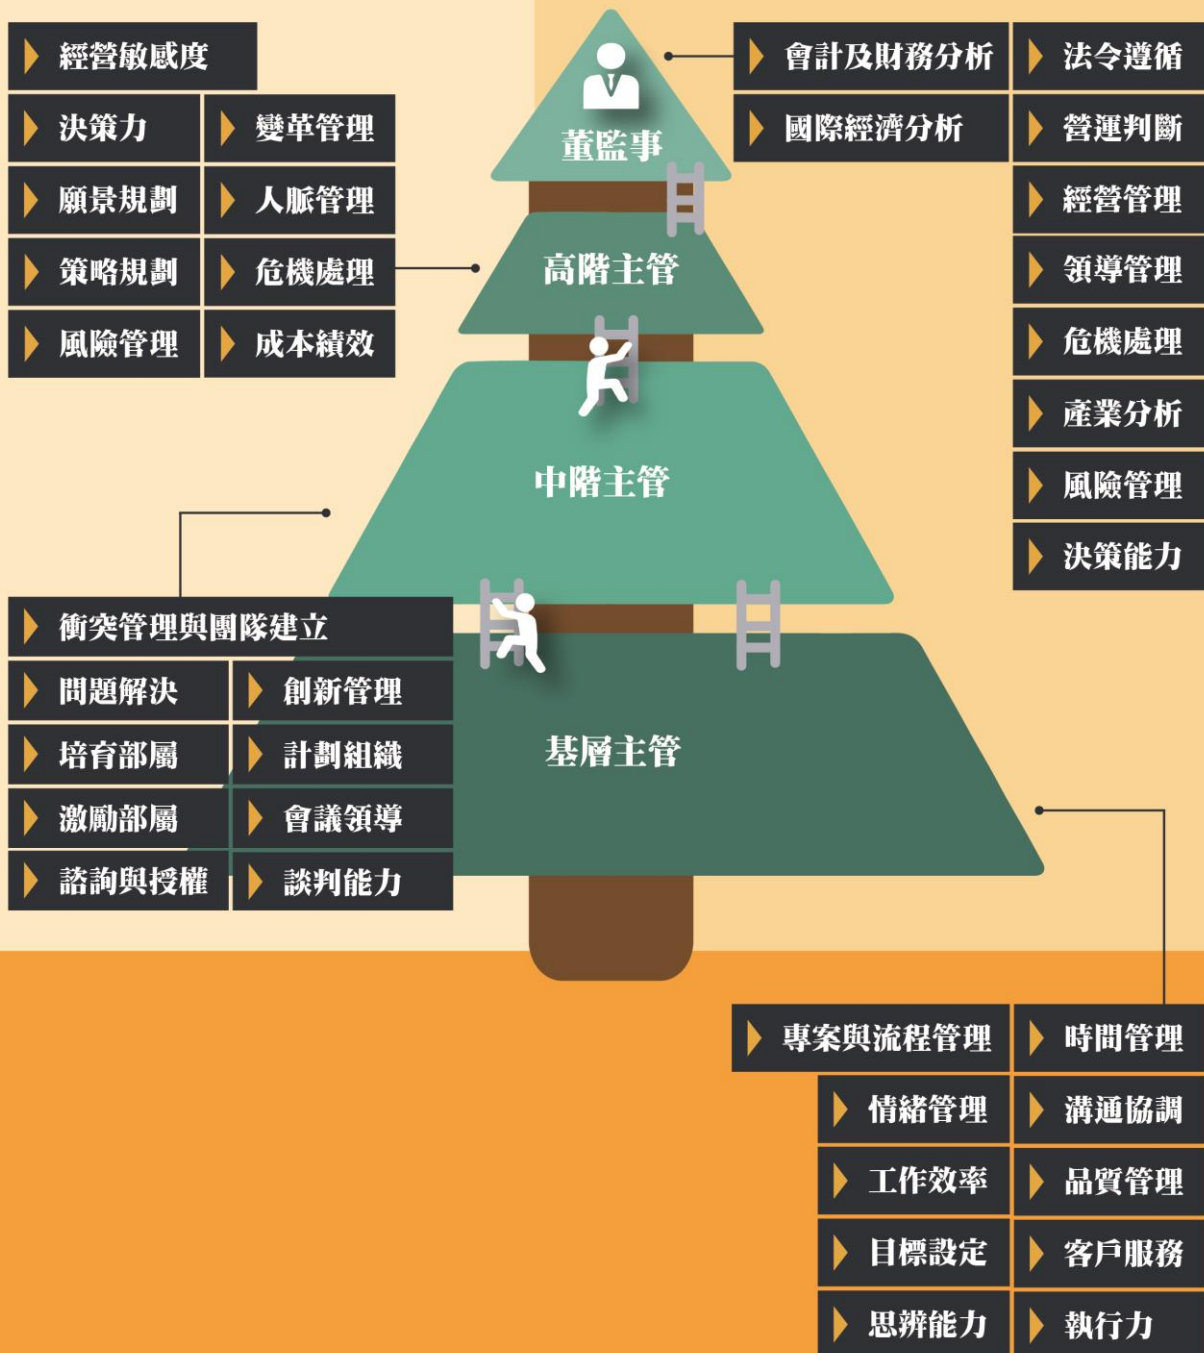 董監事
會計及財務分析
法令遵循
國際經濟分析
營運判斷
經營管理
領導管理
危機處理
產業分析
風險管理
決策能力
高階主管
經營敏感度
決策力
變革管理
願景規劃
人脈管理
策略規劃
危機處理
風險管理
成本績效
中階主管
衝突管理與團隊建立
問題解決
創新管理
培育部屬
計劃組織
激勵部屬
會議領導
諮詢與授權
談判能力
基層主管
專案與流程管理
時間管理
情緒管理
溝通協調
工作效率
品質管理
目標設定
客戶服務
思辨能力
執行力